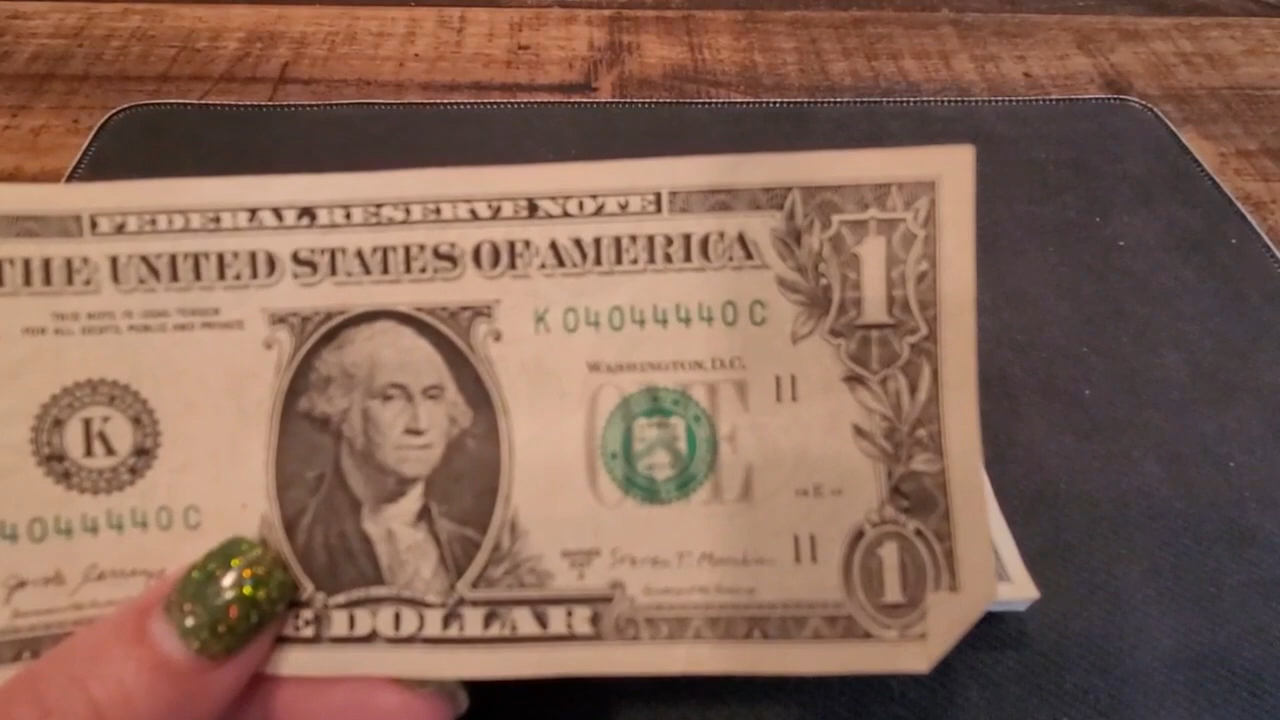 FEDERAL RESERVE NOTE
THE UNITED STATES OF AMERICA
1
THIS NOTE IS LEGAL TENDER
FOR ALL DEBTS, PUBLIC AND PRIVATE
K 04044440 C
WASHINGTON, D.C.
ONE
11
K
4044440 C
11
1
DOLLAR